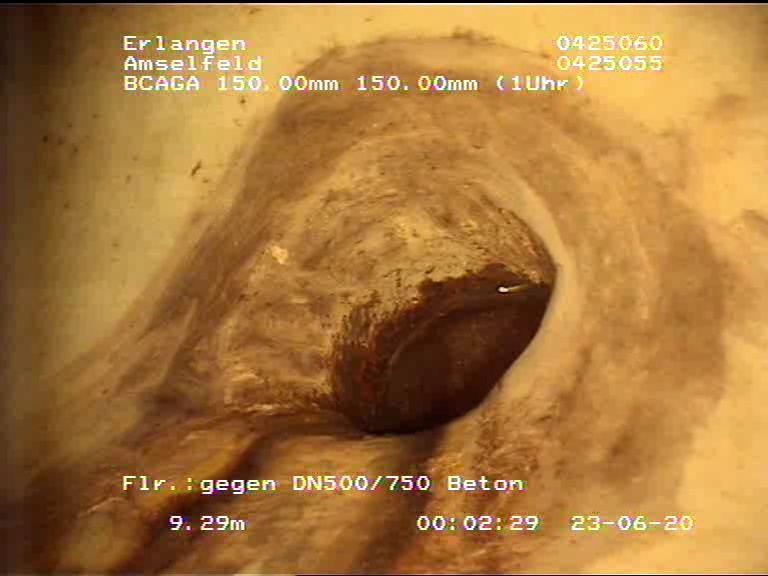 Erlangen 0425060
Amselfeld 0425055
BCAGA 150.00mm 150.00mm (1Uhr)
Flr.:gegen DN500/750 Beton
9.29m 00:02:29 23-06-20